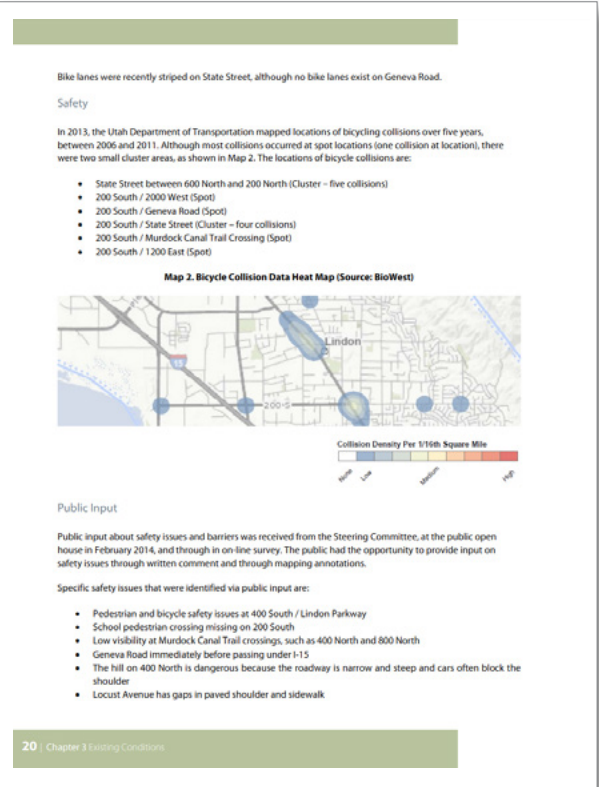 Bike lanes were recently striped on State Street, although no bike lanes exist on Geneva Road.
Safety
In 2013, the Utah Department of Transportation mapped locations of bicycling collisions over five years,
between 2006 and 2011. Although most collisions occurred at spot locations (one collision at location), there
were two small cluster areas, as shown in Map 2. The locations of bicycle collisions are:
• State Street between 600 North and 200 North (Cluster – five collisions)
• 200 South / 2000 West (Spot)
• 200 South / Geneva Road (Spot)
• 200 South / State Street (Cluster – four collisions)
• 200 South / Murdock Canal Trail Crossing (Spot)
• 200 South / 1200 East (Spot)
Map 2. Bicycle Collision Data Heat Map (Source: BioWest)
Lindon
15
200 S
Collision Density Per 1/16th Square Mile
None Low Medium High
Public Input
Public input about safety issues and barriers was received from the Steering Committee, at the public open
house in February 2014, and through in on-line survey. The public had the opportunity to provide input on
safety issues through written comment and through mapping annotations.
Specific safety issues that were identified via public input are:
• Pedestrian and bicycle safety issues at 400 South / Lindon Parkway
• School pedestrian crossing missing on 200 South
• Low visibility at Murdock Canal Trail crossings, such as 400 North and 800 North
• Geneva Road immediately before passing under I-15
• The hill on 400 North is dangerous because the roadway is narrow and steep and cars often block the
shoulder
• Locust Avenue has gaps in paved shoulder and sidewalk
20 | Chapter 3 Existing Conditions